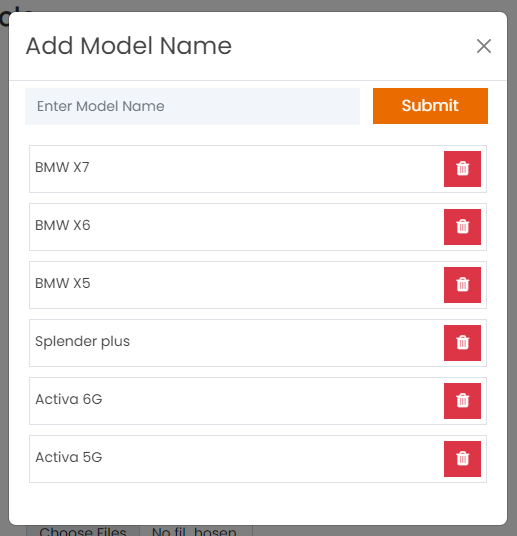 Add Model Name
Enter Model Name
Submit
BMW X7
BMW X6
BMW X5
Splender plus
Activa 6G
Activa 5G
Choose Files No fil hosen